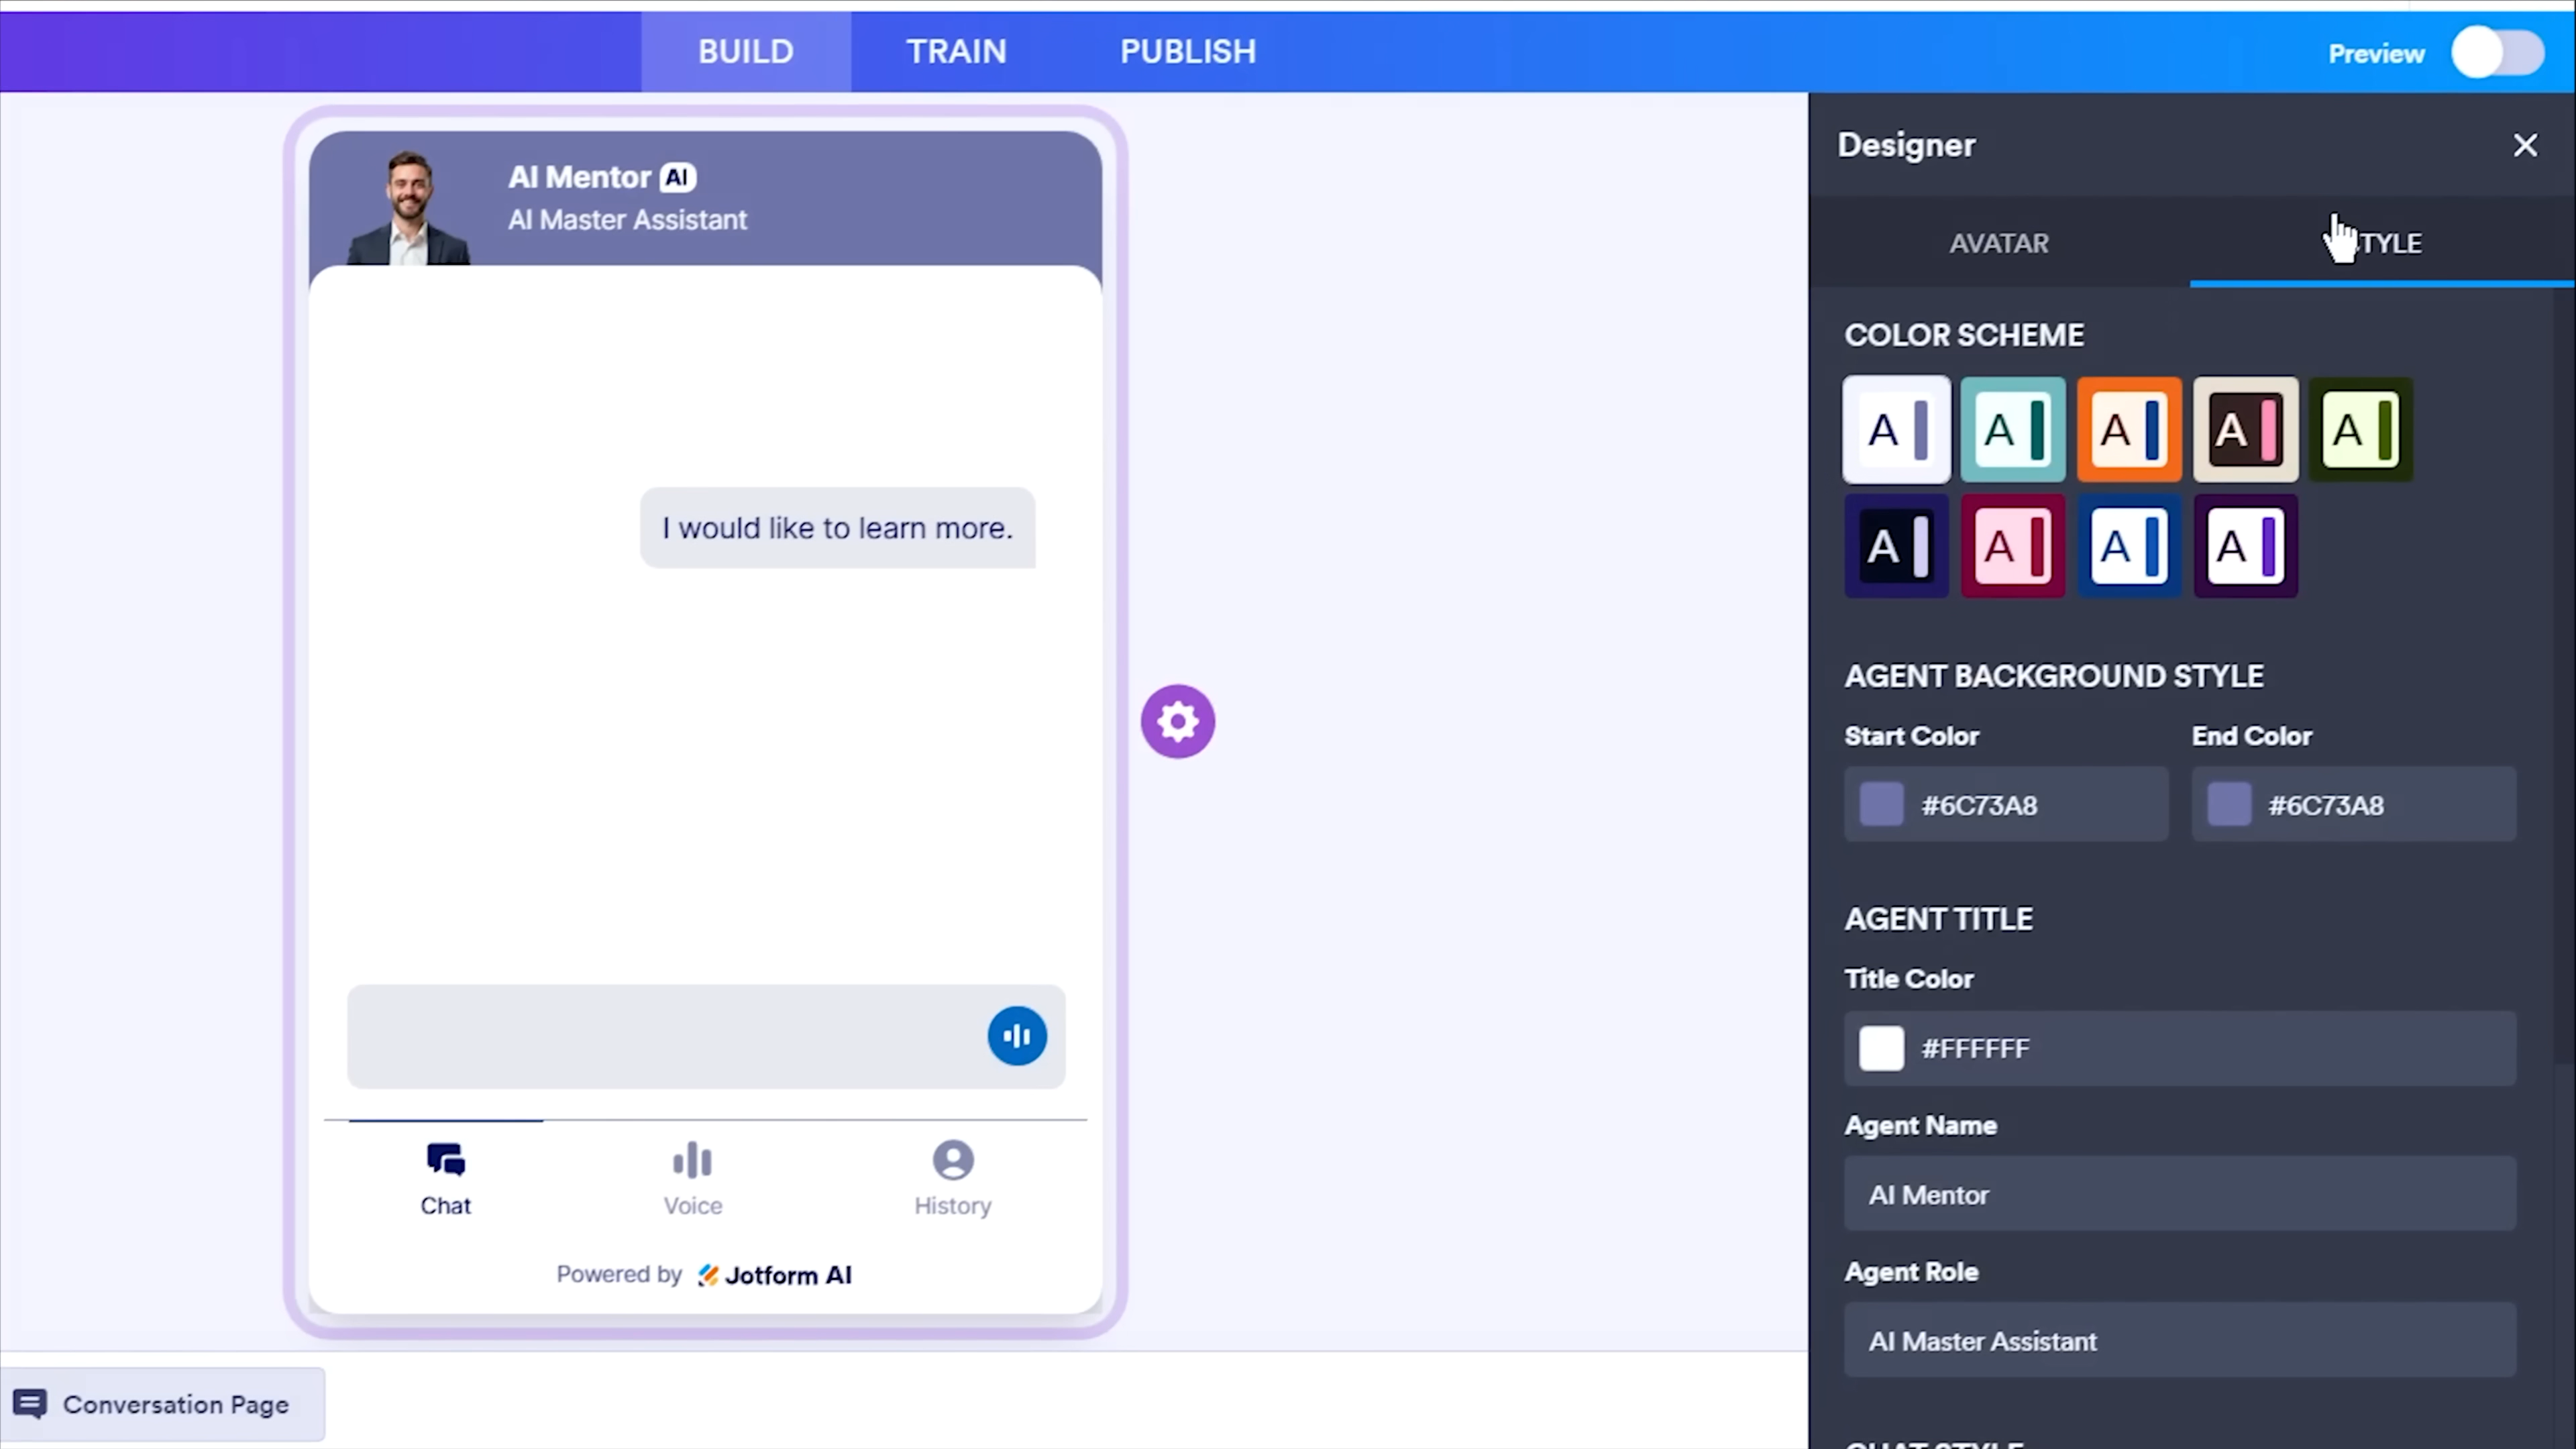 BUILD
TRAIN
PUBLISH
Preview
AI Mentor AI
AI Master Assistant
I would like to learn more.
Chat
Voice
History
Powered by Jotform AI
Conversation Page
Designer
AVATAR
TYLE
COLOR SCHEME
A A A A A
A A A A
AGENT BACKGROUND STYLE
Start Color
End Color
#6C73A8
#6C73A8
AGENT TITLE
Title Color
#FFFFFF
Agent Name
AI Mentor
Agent Role
AI Master Assistant
CHAT STYLE